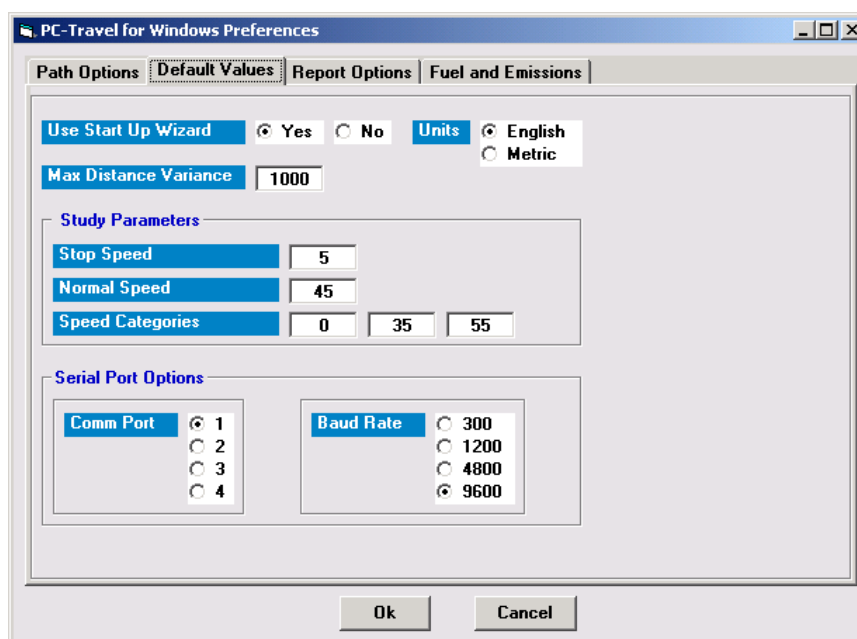 PC-Travel for Windows Preferences
Path Options Default Values Report Options Fuel and Emissions
Use Start Up Wizard Yes No Units English
Metric
Max Distance Variance 1000
Study Parameters
Stop Speed 5
Normal Speed 45
Speed Categories 0 35 55
Serial Port Options
Comm Port 1 Baud Rate 300
2 1200
3 4800
4 9600
Ok Cancel